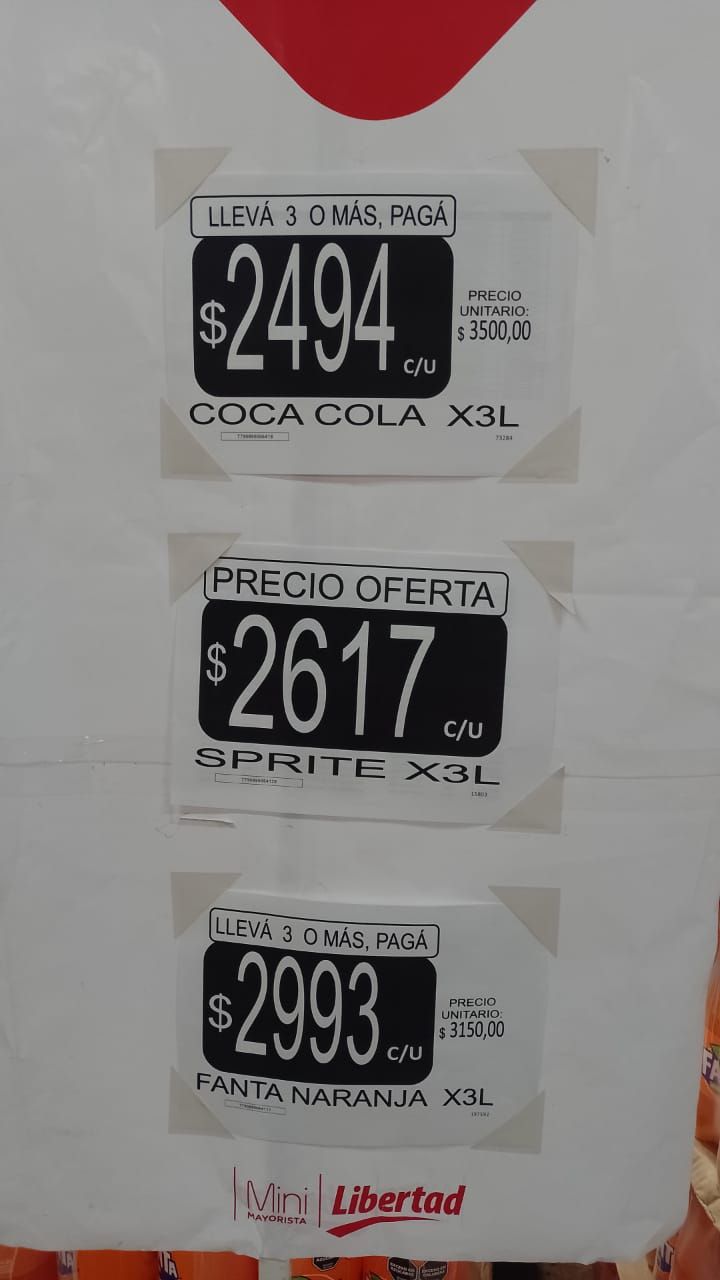 LLEVÁ 3 O MÁS, PAGÁ
$2494 C/U
PRECIO
UNITARIO:
$ 3500,00
COCA COLA X3L
73284
PRECIO OFERTA
$2617 C/U
SPRITE X3L
LLEVÁ 3 O MÁS, PAGÁ
$2993 C/U
PRECIO
UNITARIO:
$ 3150,00
FANTA NARANJA X3L
Mini
MAYORISTA
Libertad